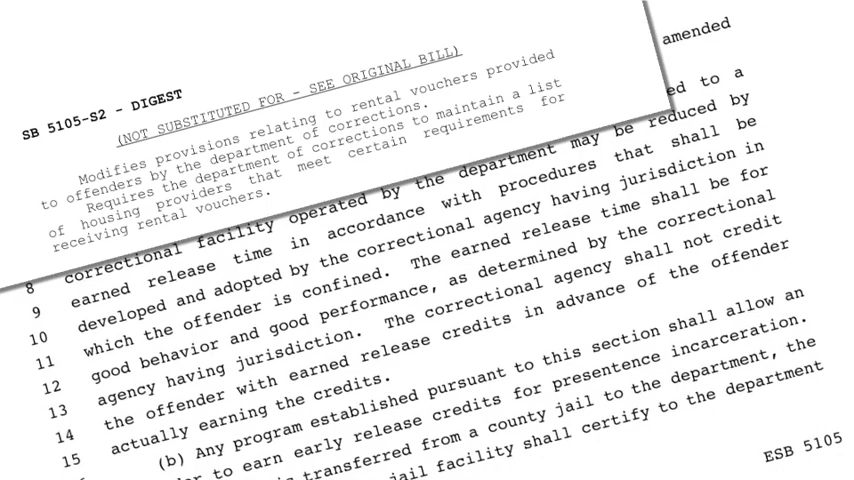 SB 5105-S2 - DIGEST
(NOT SUBSTITUTED FOR - SEE ORIGINAL BILL)
Modifies provisions relating to rental vouchers provided
to offenders by the department of corrections.
Requires the department of corrections to maintain a list
of housing providers that meet certain requirements for
receiving rental vouchers.
amended
ed to a
correctional facility operated by the department may be reduced by
8 earned release time in accordance with procedures that shall be
9 developed and adopted by the correctional agency having jurisdiction in
10 which the offender is confined. The earned release time shall be for
11 good behavior and good performance, as determined by the correctional
12 agency having jurisdiction. The correctional agency shall not credit
13 the offender with earned release credits in advance of the offender
14 actually earning the credits.
15 (b) Any program established pursuant to this section shall allow an
to earn early release credits for presentence incarceration.
transferred from a county jail to the department, the
jail facility shall certify to the department
ESB 5105